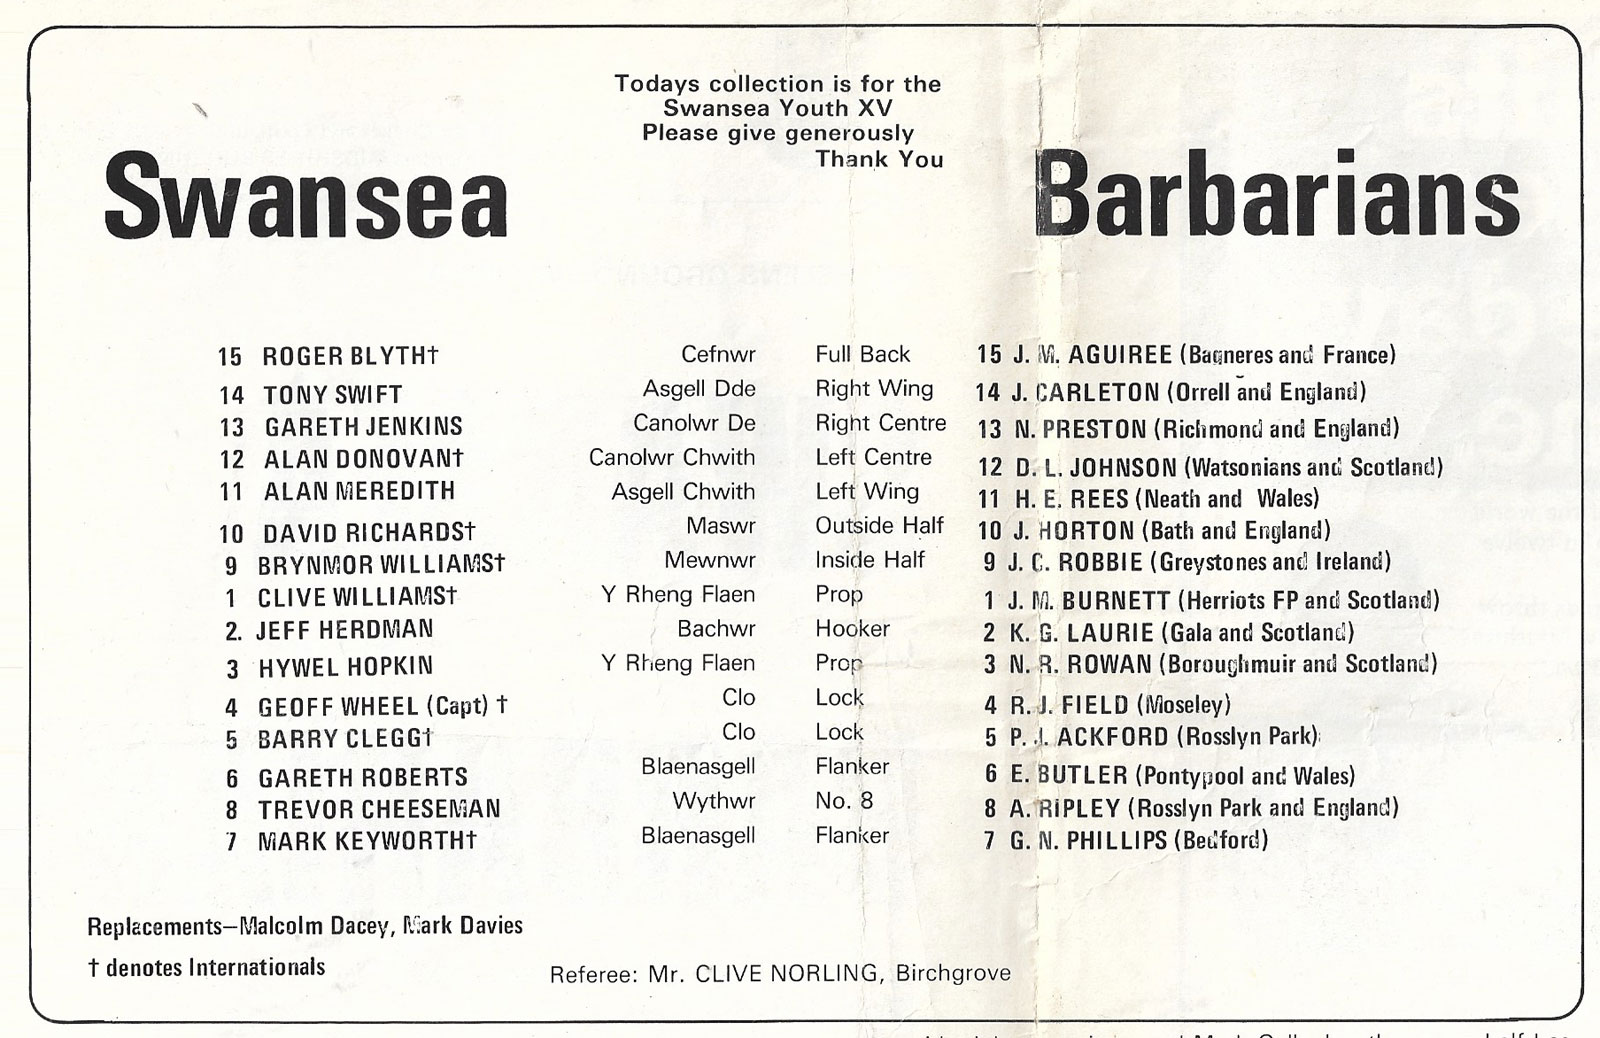 Todays collection is for the
Swansea Youth XV
Please give generously
Thank You
Swansea Barbarians
15 ROGER BLYTH† Cefnwr Full Back 15 J. M. AGUIREE (Bagneres and France)
14 TONY SWIFT Asgell Dde Right Wing 14 J. CARLETON (Orrell and England)
13 GARETH JENKINS Canolwr De Right Centre 13 N. PRESTON (Richmond and England)
12 ALAN DONOVAN† Canolwr Chwith Left Centre 12 D. L. JOHNSON (Watsonians and Scotland)
11 ALAN MEREDITH Asgell Chwith Left Wing 11 H. E. REES (Neath and Wales)
10 DAVID RICHARDS† Maswr Outside Half 10 J. HORTON (Bath and England)
9 BRYNMOR WILLIAMS† Mewnwr Inside Half 9 J. C. ROBBIE (Greystones and Ireland)
1 CLIVE WILLIAMS† Y Rheng Flaen Prop 1 J. M. BURNETT (Herriots FP and Scotland)
2. JEFF HERDMAN Bachwr Hooker 2 K. G. LAURIE (Gala and Scotland)
3 HYWEL HOPKIN Y Rheng Flaen Prop 3 N. R. ROWAN (Boroughmuir and Scotland)
4 GEOFF WHEEL (Capt) † Clo Lock 4 R. J. FIELD (Moseley)
5 BARRY CLEGG† Clo Lock 5 P. J. ACKFORD (Rosslyn Park)
6 GARETH ROBERTS Blaenasgell Flanker 6 E. BUTLER (Pontypool and Wales)
8 TREVOR CHEESEMAN Wythwr No. 8 8 A. RIPLEY (Rosslyn Park and England)
7 MARK KEYWORTH† Blaenasgell Flanker 7 G. N. PHILLIPS (Bedford)
Replacements—Malcolm Dacey, Mark Davies
† denotes Internationals
Referee: Mr. CLIVE NORLING, Birchgrove